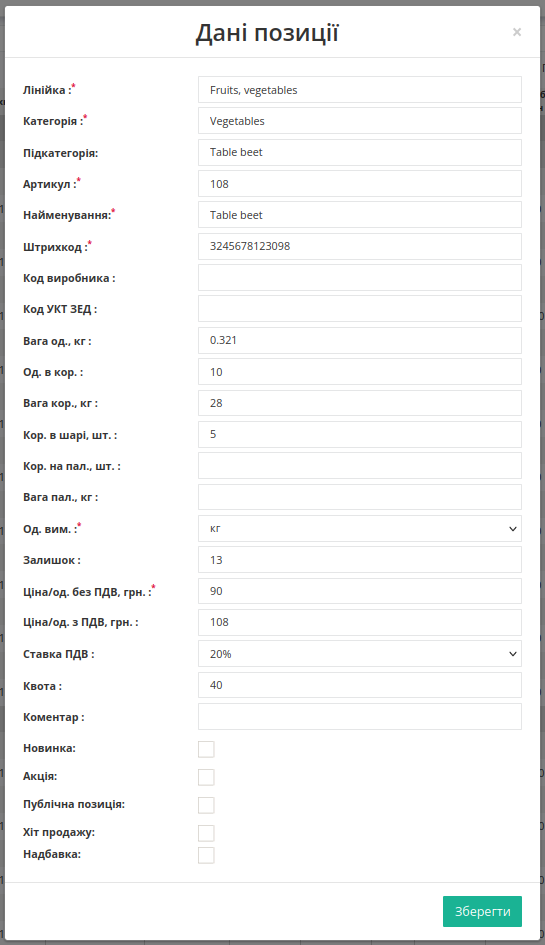 Дані позиції ×
Лінійка :* Fruits, vegetables
Категорія :* Vegetables
Підкатегорія: Table beet
Артикул :* 108
Найменування:* Table beet
Штрихкод :* 3245678123098
Код виробника :
Код УКТ ЗЕД :
Вага од., кг : 0.321
Од. в кор. : 10
Вага кор., кг : 28
Кор. в шарі, шт. : 5
Кор. на пал., шт. :
Вага пал., кг :
Од. вим. :* кг
Залишок : 13
Ціна/од. без ПДВ, грн. :* 90
Ціна/од. з ПДВ, грн. : 108
Ставка ПДВ : 20%
Квота : 40
Коментар :
Новинка:
Акція:
Публічна позиція:
Хіт продажу:
Надбавка:
Зберегти